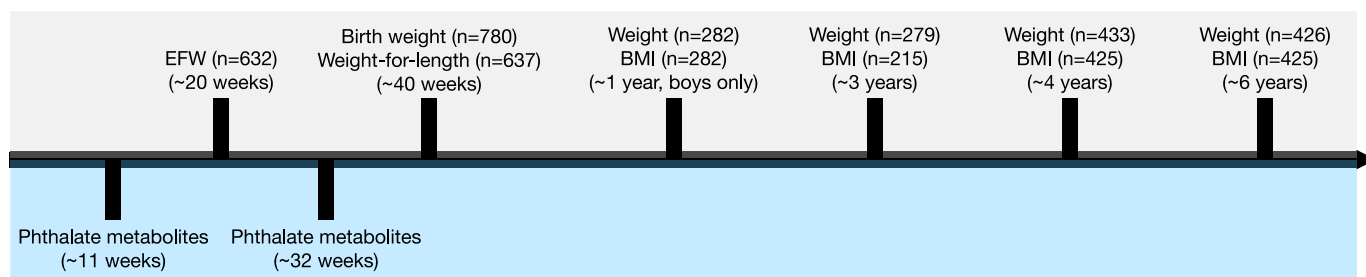 EFW (n=632)
(~20 weeks)
Birth weight (n=780)
Weight-for-length (n=637)
(~40 weeks)
Weight (n=282)
BMI (n=282)
(~1 year, boys only)
Weight (n=279)
BMI (n=215)
(~3 years)
Weight (n=433)
BMI (n=425)
(~4 years)
Weight (n=426)
BMI (n=425)
(~6 years)
Phthalate metabolites
(~11 weeks)
Phthalate metabolites
(~32 weeks)